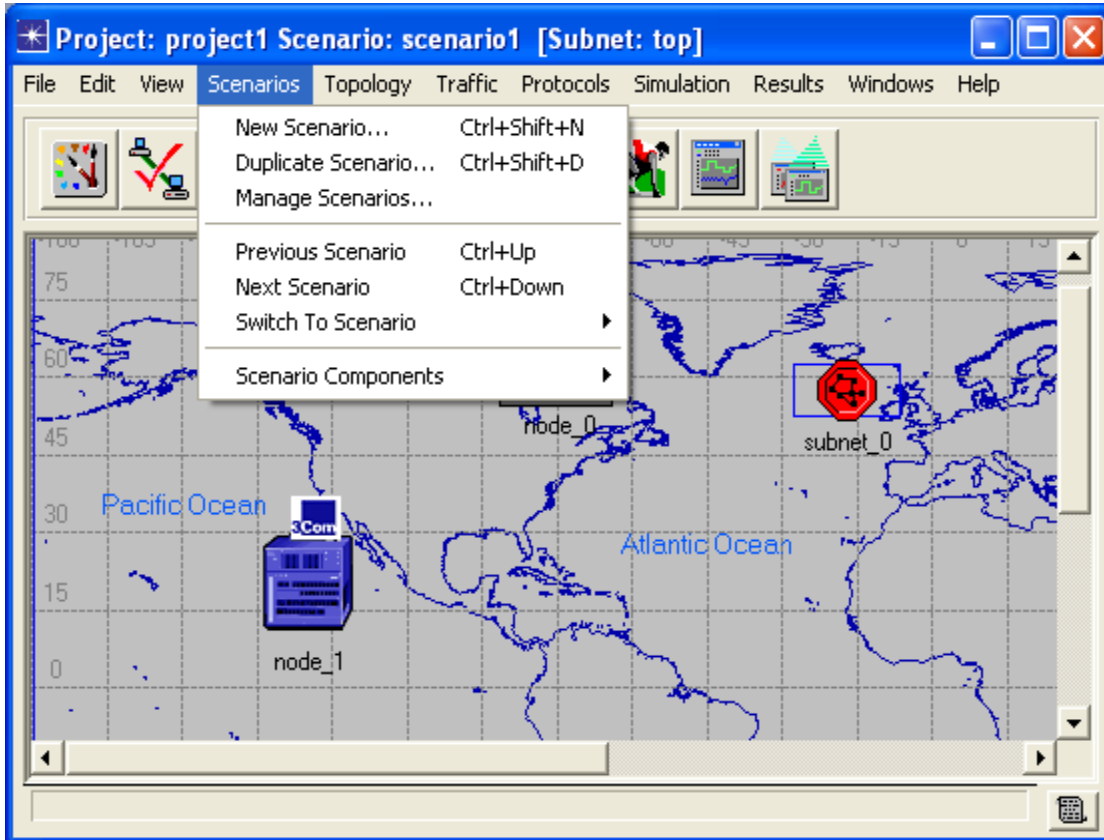 Project: project1 Scenario: scenario1 [Subnet: top]
File Edit View Scenarios Topology Traffic Protocols Simulation Results Windows Help
New Scenario... Ctrl+Shift+N
Duplicate Scenario... Ctrl+Shift+D
Manage Scenarios...
Previous Scenario Ctrl+Up
Next Scenario Ctrl+Down
Switch To Scenario
Scenario Components
75
60
45
30
15
0
node_0
subnet_0
Pacific Ocean
3Com
Atlantic Ocean
node_1